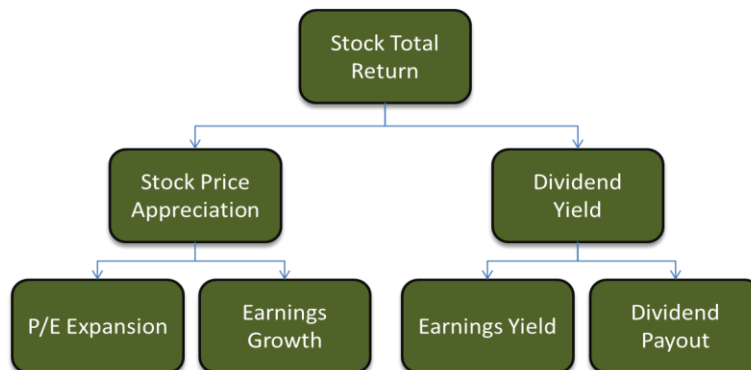 Stock Total
Return
Stock Price
Appreciation
Dividend
Yield
P/E Expansion
Earnings
Growth
Earnings Yield
Dividend
Payout